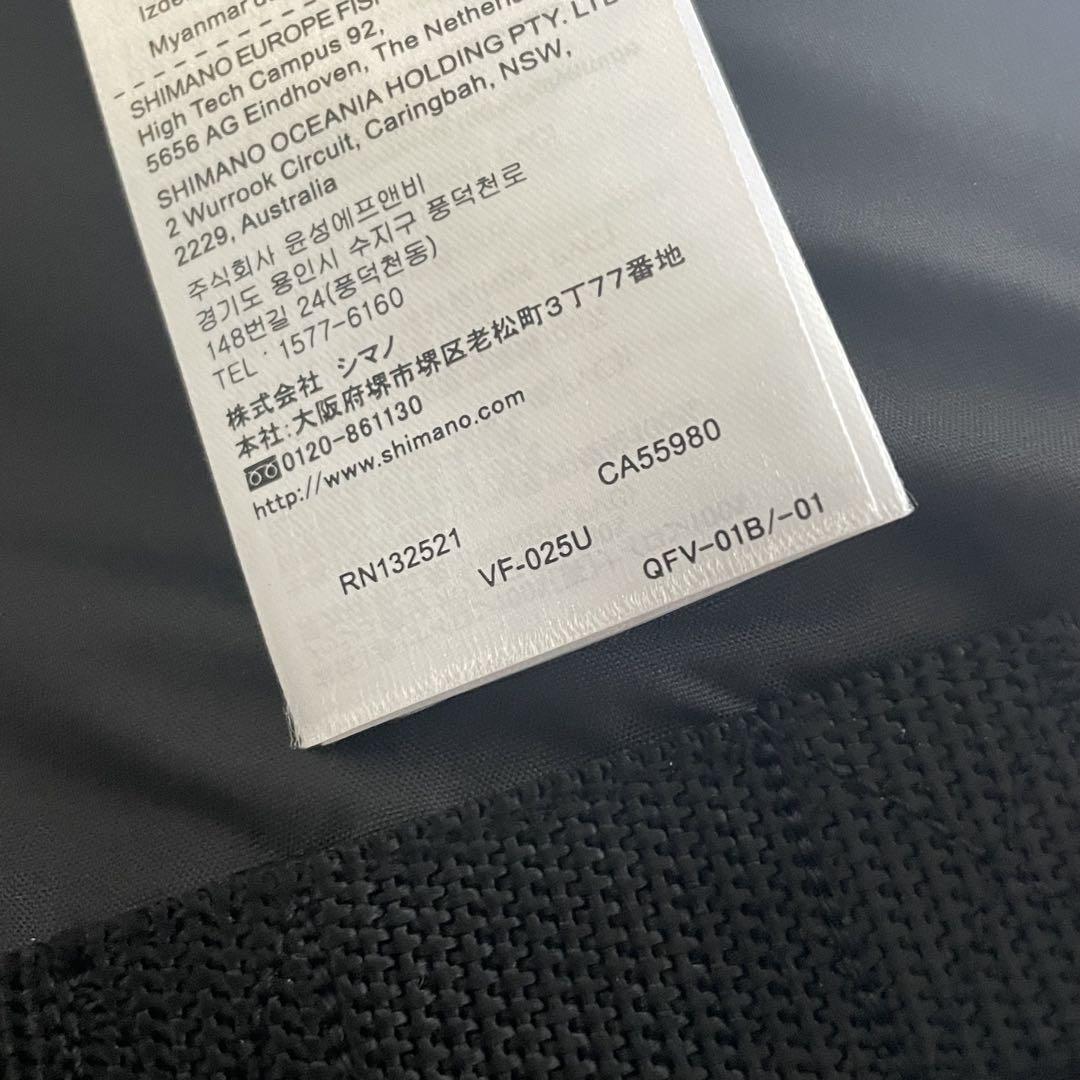 Myanmar
SHIMANO EUROPE
High Tech Campus 92,
5656 AG Eindhoven, The
SHIMANO OCEANIA HOLDING PTY. LTD
2 Wurrook Circuit, Caringbah, NSW,
2229, Australia
주식회사 윤성에프앤비
경기도 용인시 수지구 풍덕천로
148번길 24(풍덕천동)
TEL : 1577-6160
株式会社 シマノ
本社:大阪府堺市堺区老松町3丁77番地
0120-861130
http://www.shimano.com
CA55980
RN132521 VF-025U QFV-01B/-01